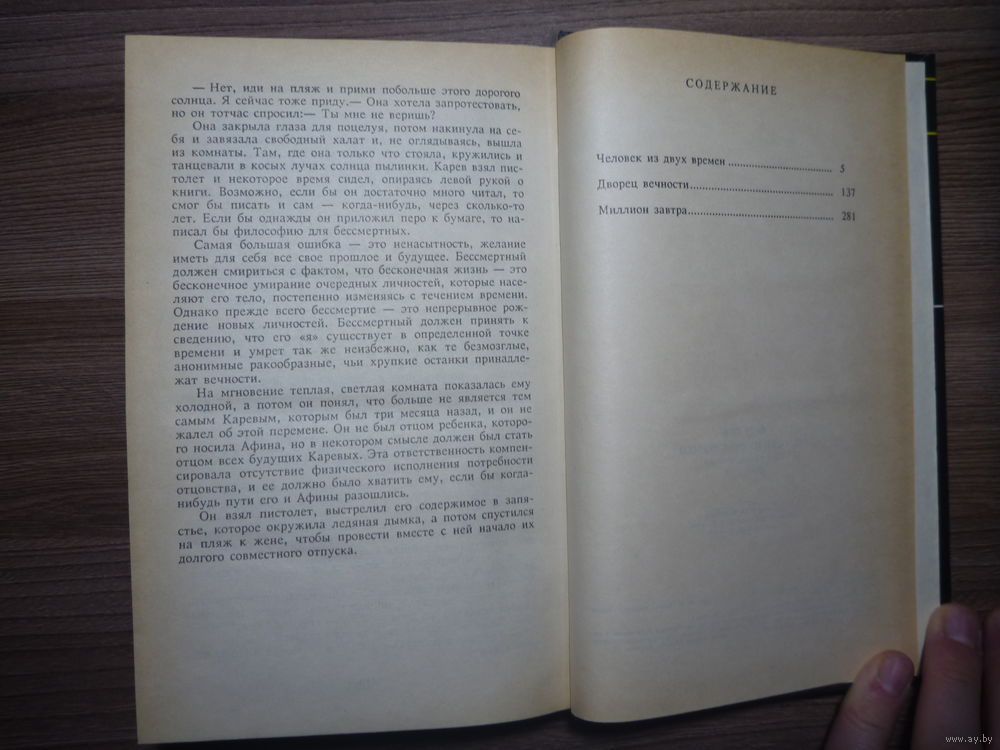 — Нет, иди на пляж и прими побольше этого дорогого
солнца. Я сейчас тоже приду.— Она хотела запротестовать,
но он тотчас спросил:— Ты мне не веришь?
Она закрыла глаза для поцелуя, потом накинула на се-
бя и завязала свободный халат и, не оглядываясь, вышла
из комнаты. Там, где она только что стояла, кружились и
танцевали в косых лучах солнца пылинки. Карев взял пис-
толет и некоторое время сидел, опираясь левой рукой о
книги. Возможно, если бы он достаточно много читал, то
смог бы писать и сам — когда-нибудь, через сколько-то
лет. Если бы однажды он приложил перо к бумаге, то на-
писал бы философию для бессмертных.
Самая большая ошибка — это ненасытность, желание
иметь для себя все свое прошлое и будущее. Бессмертный
должен смириться с фактом, что бесконечная жизнь — это
бесконечное умирание очередных личностей, которые насе-
ляют его тело, постепенно изменяясь с течением времени.
Однако прежде всего бессмертие — это непрерывное рож-
дение новых личностей. Бессмертный должен принять к
сведению, что его «я» существует в определенной точке
времени и умрет так же неизбежно, как те безмозглые,
анонимные ракообразные, чьи хрупкие останки принадле-
жат вечности.
На мгновение теплая, светлая комната показалась ему
холодной, а потом он понял, что больше не является тем
самым Каревым, которым был три месяца назад, и он не
жалел об этой перемене. Он не был отцом ребенка, которо-
го носила Афина, но в некотором смысле должен был стать
отцом всех будущих Каревых. Эта ответственность компен-
сировала отсутствие физического исполнения потребности
отцовства, и ее должно было хватить ему, если бы когда-
нибудь пути его и Афины разошлись.
Он взял пистолет, выстрелил его содержимое в запя-
стье, которое окружила ледяная дымка, а потом спустился
на пляж к жене, чтобы провести вместе с ней начало их
долгого совместного отпуска.
СОДЕРЖАНИЕ
Человек из двух времен ........................ 5
Дворец вечности................................ 137
Миллион завтра................................. 281
www.ay.by